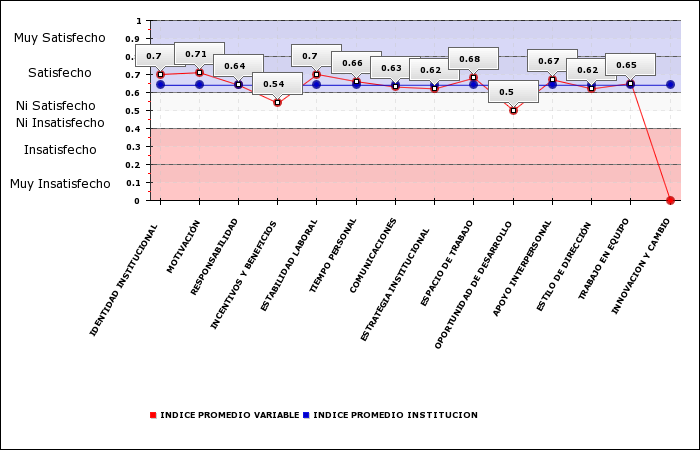 Muy Satisfecho
Satisfecho
Ni Satisfecho
Ni Insatisfecho
Insatisfecho
Muy Insatisfecho
1
0.9
0.8
0.7
0.6
0.5
0.4
0.3
0.2
0.1
0
0.7
0.71
0.64
0.54
0.7
0.66
0.63
0.62
0.68
0.5
0.67
0.62
0.65
IDENTIDAD INSTITUCIONAL
MOTIVACIÓN
RESPONSABILIDAD
INCENTIVOS Y BENEFICIOS
ESTABILIDAD LABORAL
TIEMPO PERSONAL
COMUNICACIONES
ESTRATEGIA INSTITUCIONAL
ESPACIO DE TRABAJO
OPORTUNIDAD DE DESARROLLO
APOYO INTERPERSONAL
ESTILO DE DIRECCIÓN
TRABAJO EN EQUIPO
INNOVACION Y CAMBIO
INDICE PROMEDIO VARIABLE
INDICE PROMEDIO INSTITUCION